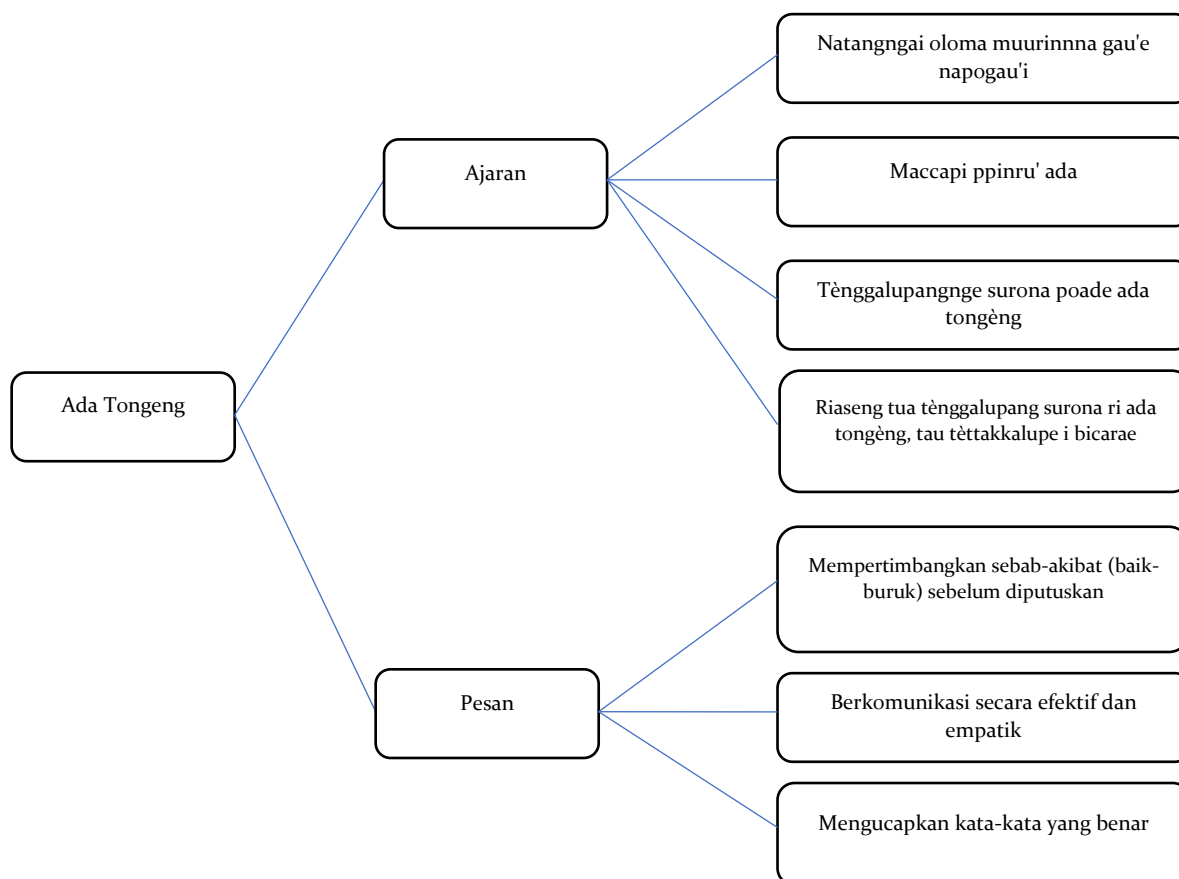 Natangngai oloma muurinnna gau'e
napogau'i
Ajaran
Maccapi ppinru' ada
Tènggalupangnge surona poade ada
tongèng
Ada Tongeng
Riaseng tua tènggalupang surona ri ada
tongèng, tau tèttakkalupe i bicarae
Mempertimbangkan sebab-akibat (baik-
buruk) sebelum diputuskan
Pesan
Berkomunikasi secara efektif dan
empatik
Mengucapkan kata-kata yang benar